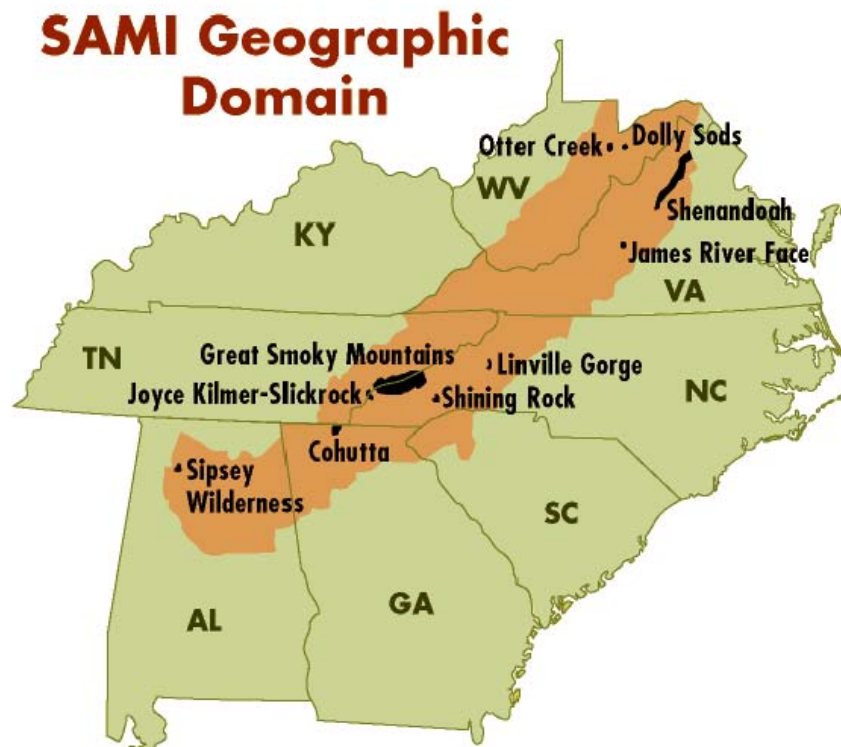 SAMI Geographic
Domain
Otter Creek
Dolly Sods
WV
Shenandoah
KY
James River Face
VA
TN
Great Smoky Mountains
Linville Gorge
Joyce Kilmer-Slickrock
Shining Rock
NC
Cohutta
Sipsey
Wilderness
SC
AL
GA